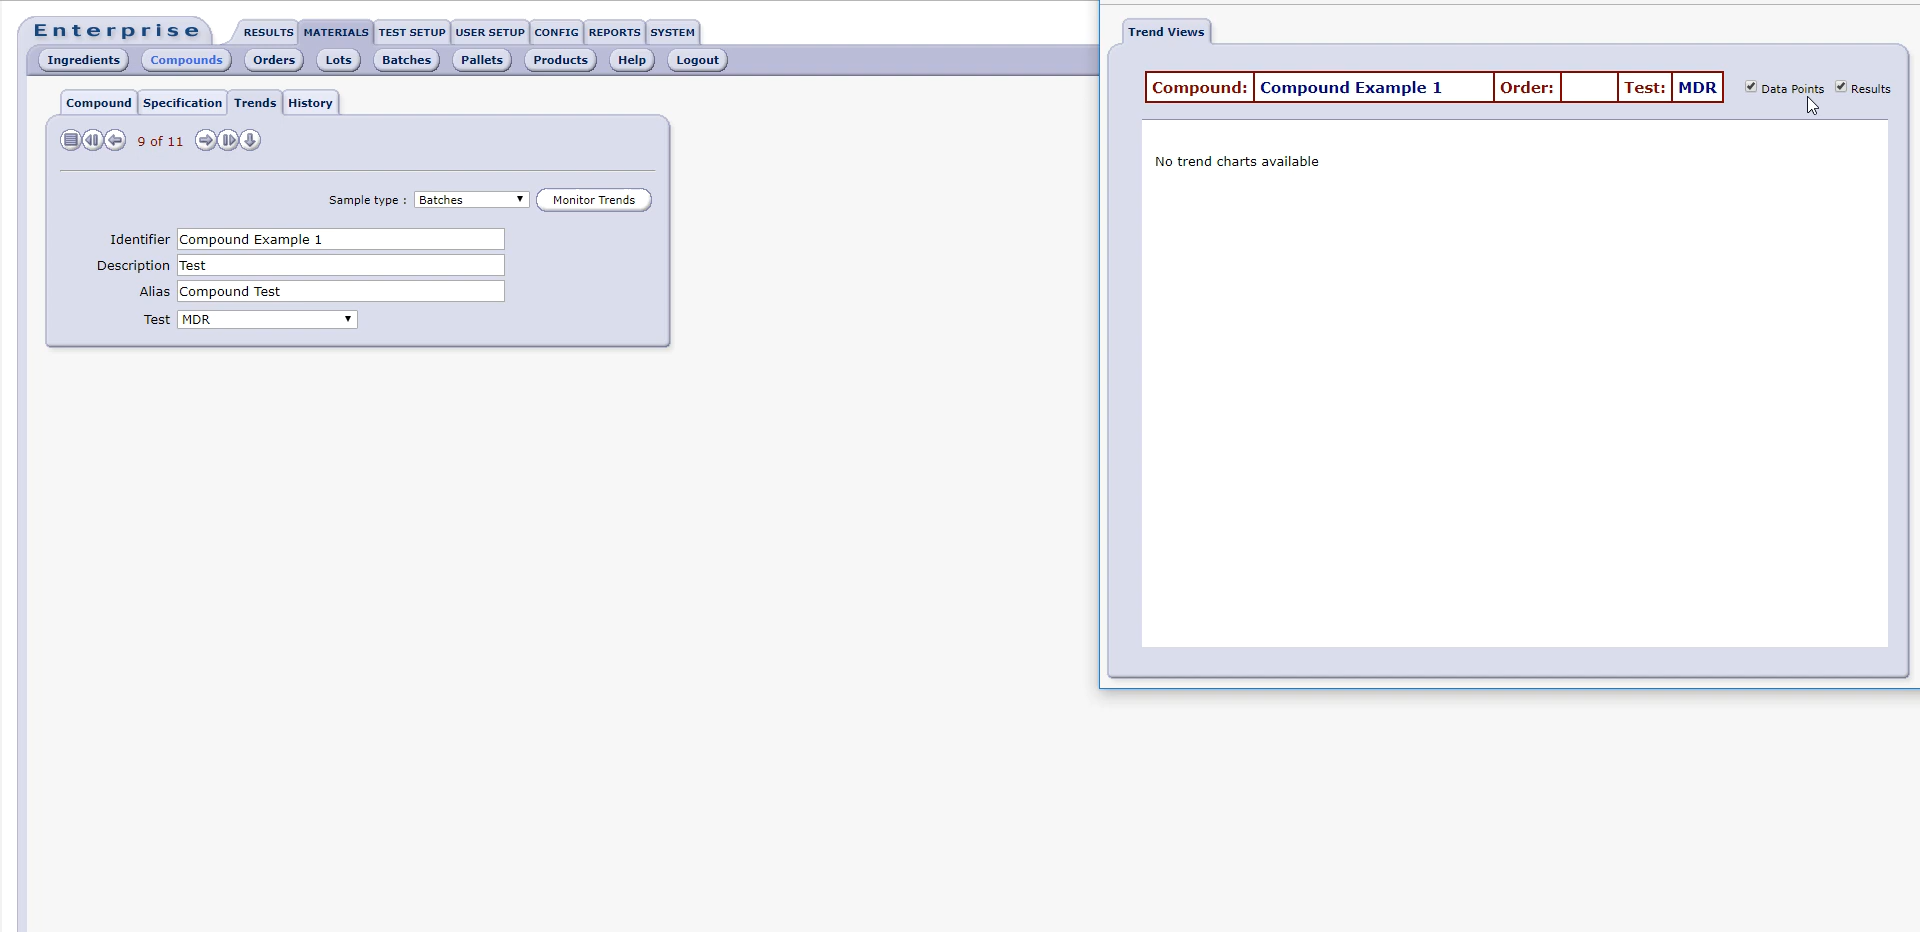 Enterprise
RESULTS MATERIALS TEST SETUP USER SETUP CONFIG REPORTS SYSTEM
Ingredients Compounds Orders Lots Batches Pallets Products Help Logout
Compound Specification Trends History
9 of 11
Sample type : Batches Monitor Trends
Identifier Compound Example 1
Description Test
Alias Compound Test
Test MDR
Trend Views
Compound: Compound Example 1 Order: Test: MDR Data Points Results
No trend charts available